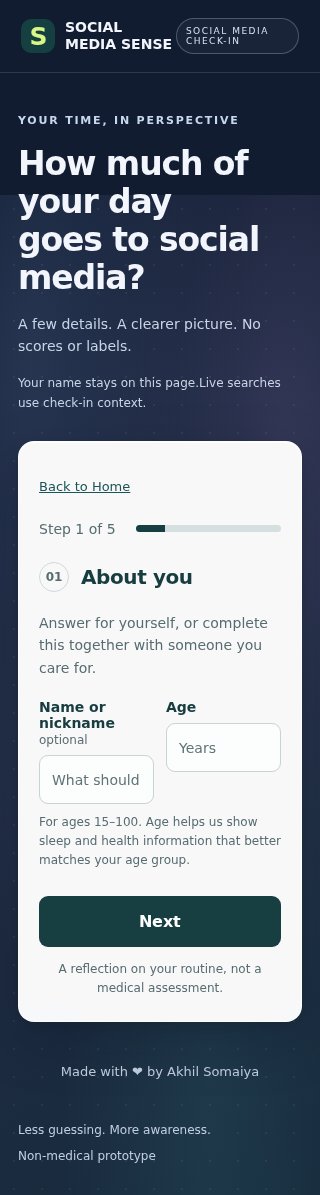 S
SOCIAL
MEDIA SENSE
SOCIAL MEDIA
CHECK-IN
YOUR TIME, IN PERSPECTIVE
How much of
your day
goes to social
media?
A few details. A clearer picture. No
scores or labels.
Your name stays on this page.Live searches
use check-in context.
Back to Home
Step 1 of 5
01 About you
Answer for yourself, or complete
this together with someone you
care for.
Name or
nickname
optional
What should
Age
Years
For ages 15–100. Age helps us show
sleep and health information that better
matches your age group.
Next
A reflection on your routine, not a
medical assessment.
Made with ❤ by Akhil Somaiya
Less guessing. More awareness.
Non-medical prototype